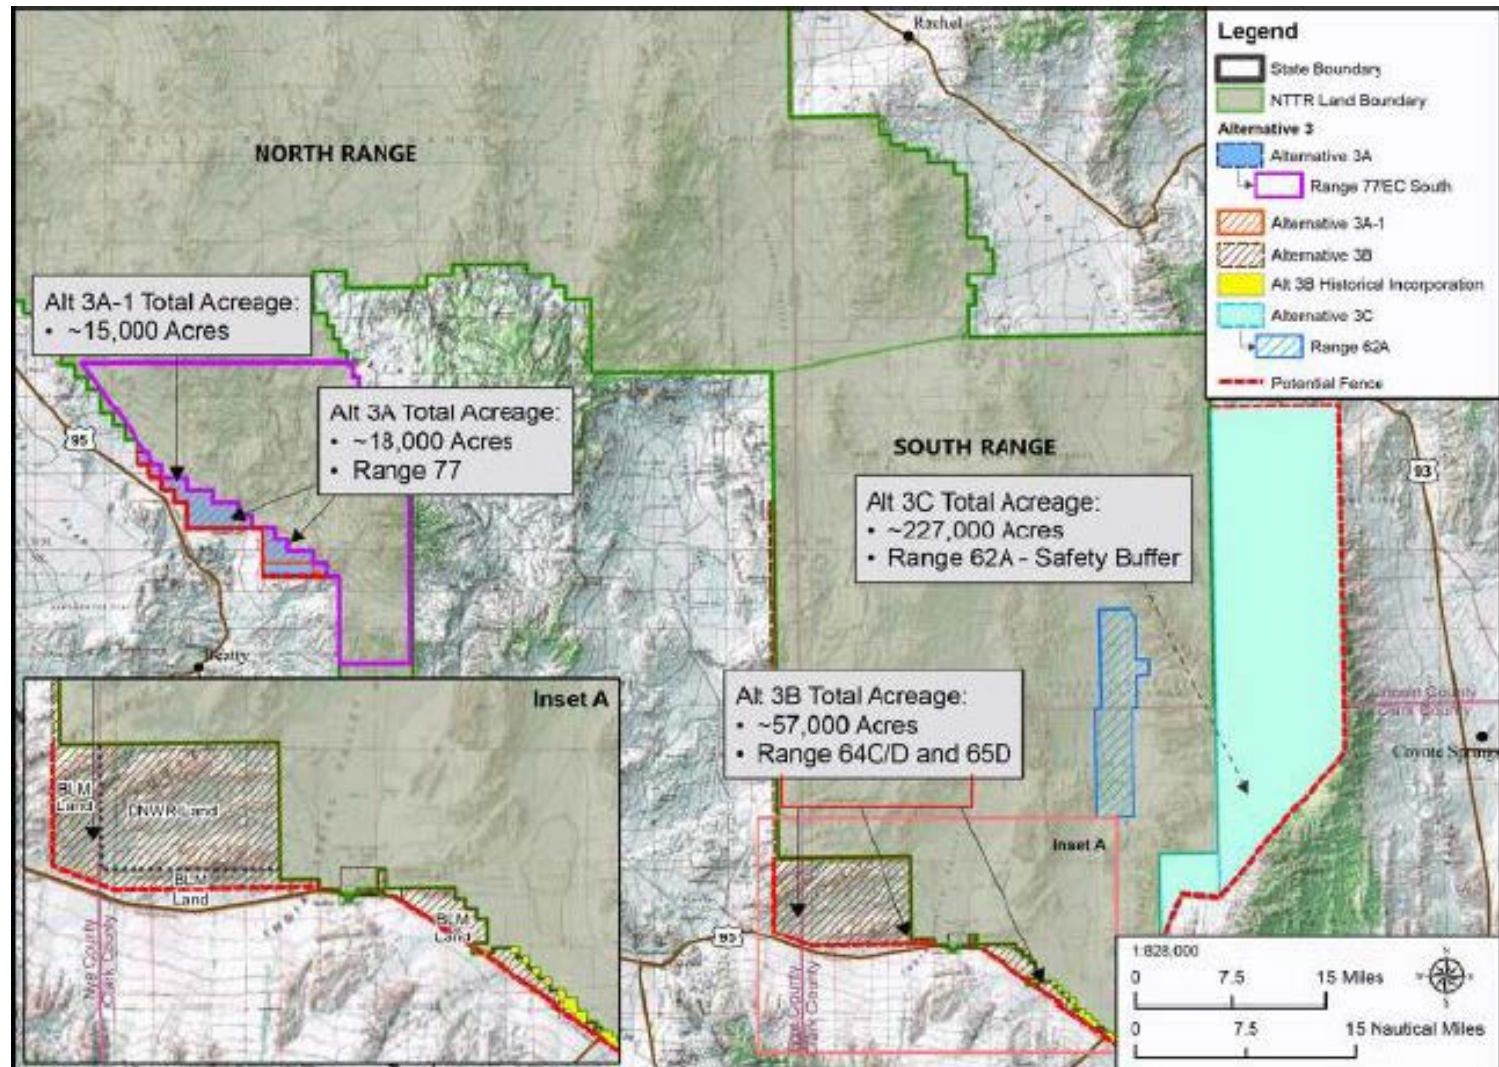 Rachel
Legend
State Boundary
NTTR Land Boundary
Alternative 3
Alternative 3A
Range 77/EC South
Alternative 3A-1
Alternative 3B
Alt 3B Historical Incorporation
Alternative 3C
Range 62A
Potential Fence
NORTH RANGE
Alt 3A-1 Total Acreage:
• ~15,000 Acres
Alt 3A Total Acreage:
• ~18,000 Acres
• Range 77
95
SOUTH RANGE
93
Alt 3C Total Acreage:
• ~227,000 Acres
• Range 62A - Safety Buffer
Beatty
Alt 3B Total Acreage:
• ~57,000 Acres
• Range 64C/D and 65D
Lincoln County
Clark County
Coyote Springs
Inset A
BLM
Land
DNWR Land
BLM
Land
BLM
Land
Nye County
Clark County
Inset A
95
Nye County
Clark County
1:828,000
0 7.5 15 Miles
0 7.5 15 Nautical Miles